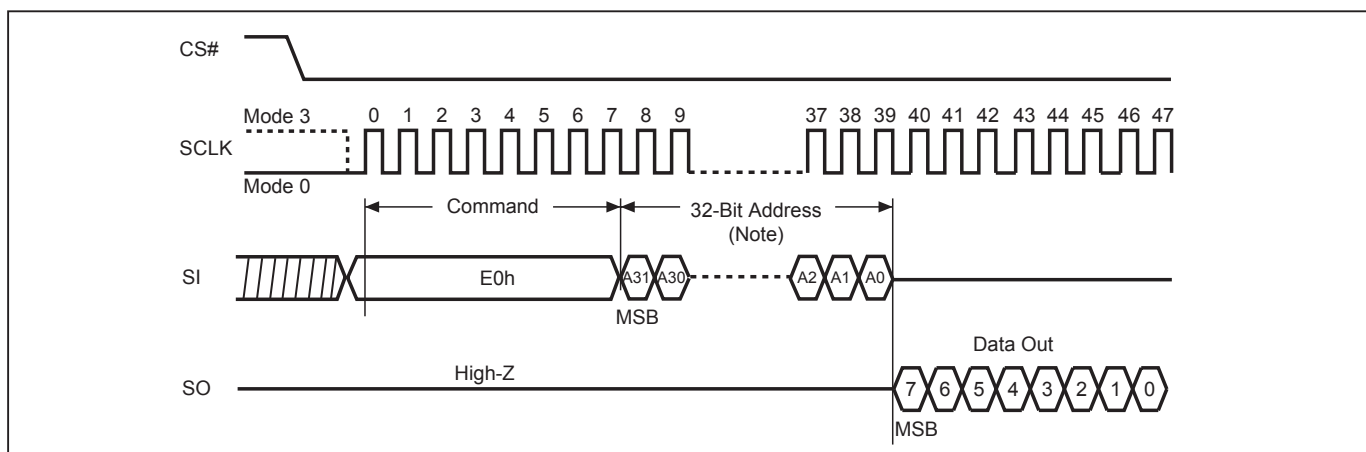 CS#
Mode 3
0 1 2 3 4 5 6 7 8 9 37 38 39 40 41 42 43 44 45 46 47
SCLK
Mode 0
Command
32-Bit Address
(Note)
SI
E0h
A31 A30 A2 A1 A0
MSB
Data Out
High-Z
SO
7 6 5 4 3 2 1 0
MSB